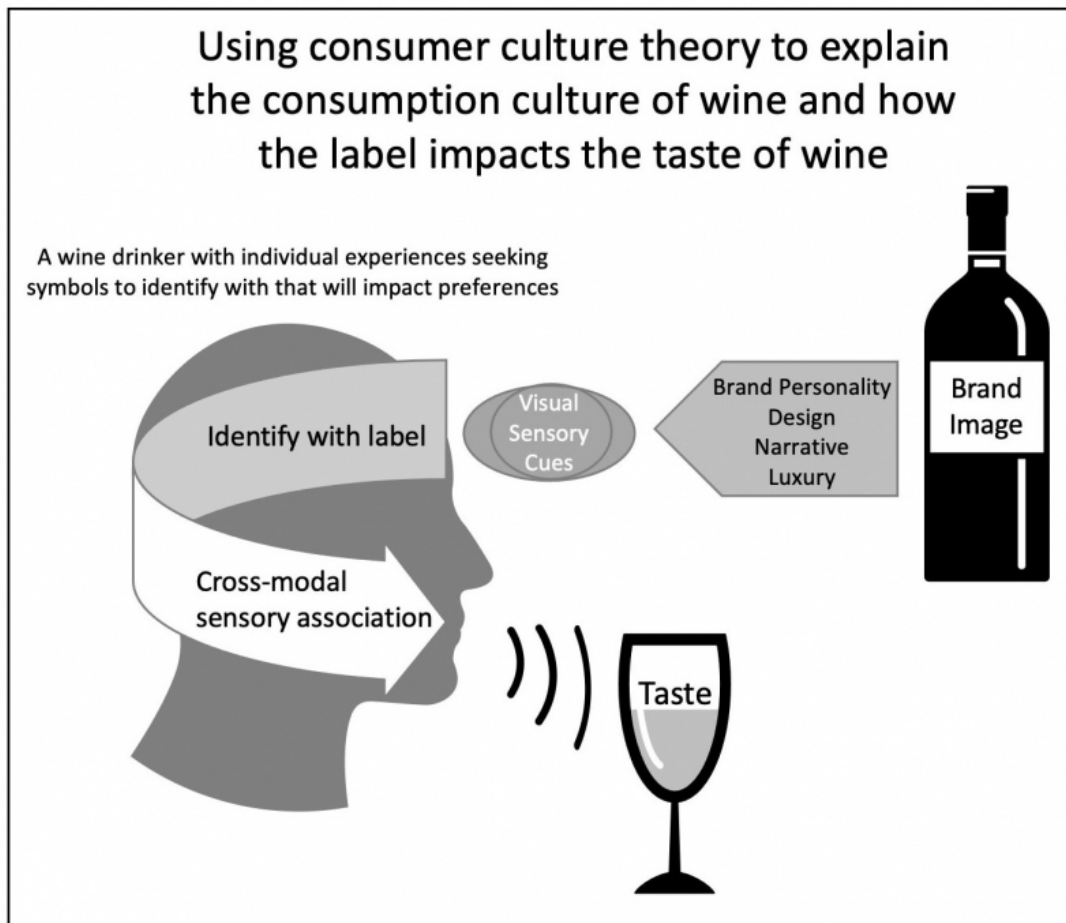 Using consumer culture theory to explain
the consumption culture of wine and how
the label impacts the taste of wine
A wine drinker with individual experiences seeking
symbols to identify with that will impact preferences
Identify with label
Visual
Sensory
Cues
Brand Personality
Design
Narrative
Luxury
Brand
Image
Cross-modal
sensory association
Taste